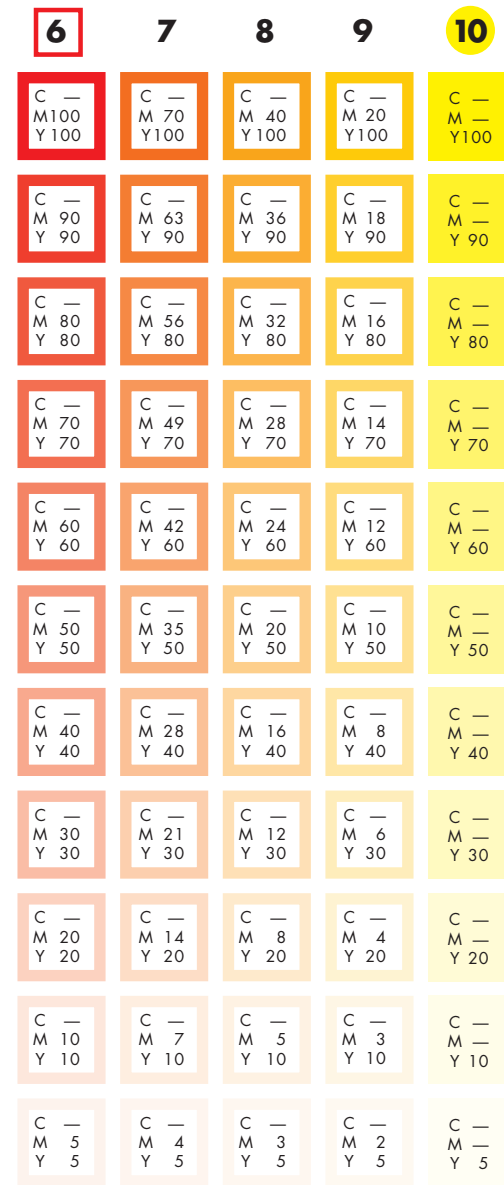 6 7 8 9 10
C — C — C — C — C —
M100 M 70 M 40 M 20 M —
Y 100 Y100 Y 100 Y100 Y100
C — C — C — C — C —
M 90 M 63 M 36 M 18 M —
Y 90 Y 90 Y 90 Y 90 Y 90
C — C — C — C — C —
M 80 M 56 M 32 M 16 M —
Y 80 Y 80 Y 80 Y 80 Y 80
C — C — C — C — C —
M 70 M 49 M 28 M 14 M —
Y 70 Y 70 Y 70 Y 70 Y 70
C — C — C — C — C —
M 60 M 42 M 24 M 12 M —
Y 60 Y 60 Y 60 Y 60 Y 60
C — C — C — C — C —
M 50 M 35 M 20 M 10 M —
Y 50 Y 50 Y 50 Y 50 Y 50
C — C — C — C — C —
M 40 M 28 M 16 M 8 M —
Y 40 Y 40 Y 40 Y 40 Y 40
C — C — C — C — C —
M 30 M 21 M 12 M 6 M —
Y 30 Y 30 Y 30 Y 30 Y 30
C — C — C — C — C —
M 20 M 14 M 8 M 4 M —
Y 20 Y 20 Y 20 Y 20 Y 20
C — C — C — C — C —
M 10 M 7 M 5 M 3 M —
Y 10 Y 10 Y 10 Y 10 Y 10
C — C — C — C — C —
M 5 M 4 M 3 M 2 M —
Y 5 Y 5 Y 5 Y 5 Y 5